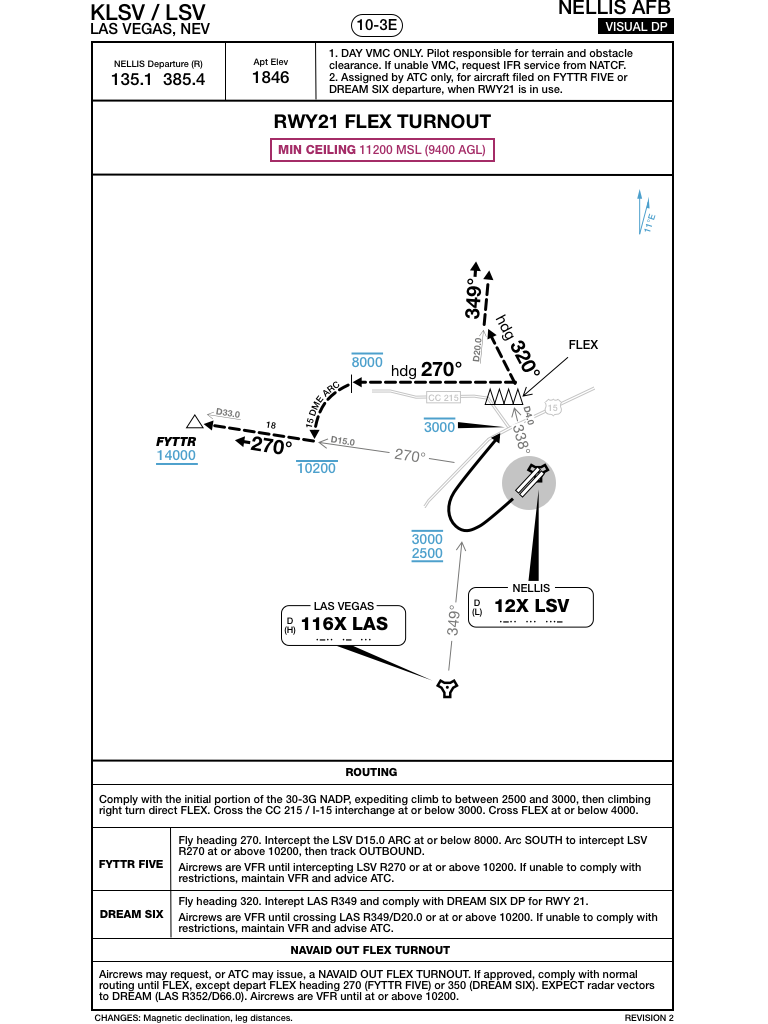 KLSV / LSV
LAS VEGAS, NEV
10-3E
NELLIS AFB
VISUAL DP
NELLIS Departure (R)
135.1 385.4
Apt Elev
1846
1. DAY VMC ONLY. Pilot responsible for terrain and obstacle
clearance. If unable VMC, request IFR service from NATCF.
2. Assigned by ATC only, for aircraft filed on FYTTR FIVE or
DREAM SIX departure, when RWY21 is in use.
RWY21 FLEX TURNOUT
MIN CEILING 11200 MSL (9400 AGL)
11°E
349°
hdg 320°
D20.0
FLEX
8000
hdg 270°
CC 215
15
15 DME ARC
D33.0
18
270°
FYTTR
14000
D15.0
10200
270°
3000
D4.0
338°
3000
2500
349°
NELLIS
D
(L)
12X LSV
LAS VEGAS
D
(H)
116X LAS
ROUTING
Comply with the initial portion of the 30-3G NADP, expediting climb to between 2500 and 3000, then climbing
right turn direct FLEX. Cross the CC 215 / I-15 interchange at or below 3000. Cross FLEX at or below 4000.
FYTTR FIVE
Fly heading 270. Intercept the LSV D15.0 ARC at or below 8000. Arc SOUTH to intercept LSV
R270 at or above 10200, then track OUTBOUND.
Aircrews are VFR until intercepting LSV R270 or at or above 10200. If unable to comply with
restrictions, maintain VFR and advice ATC.
DREAM SIX
Fly heading 320. Interept LAS R349 and comply with DREAM SIX DP for RWY 21.
Aircrews are VFR until crossing LAS R349/D20.0 or at or above 10200. If unable to comply with
restrictions, maintain VFR and advise ATC.
NAVAID OUT FLEX TURNOUT
Aircrews may request, or ATC may issue, a NAVAID OUT FLEX TURNOUT. If approved, comply with normal
routing until FLEX, except depart FLEX heading 270 (FYTTR FIVE) or 350 (DREAM SIX). EXPECT radar vectors
to DREAM (LAS R352/D66.0). Aircrews are VFR until at or above 10200.
CHANGES: Magnetic declination, leg distances.
REVISION 2